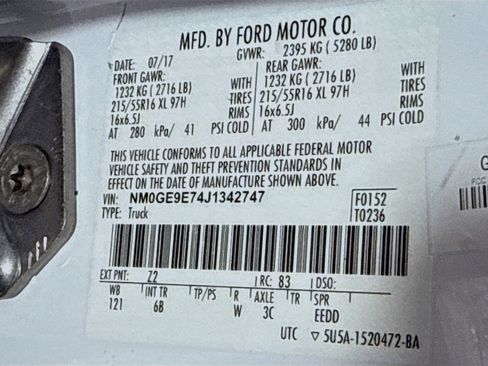 MFD. BY FORD MOTOR CO.
DATE: 07/17 GVWR: 2395 KG ( 5280 LB)
FRONT GAWR: REAR GAWR:
1232 KG ( 2716 LB) WITH 1232 KG ( 2716 LB) WITH
215/55R16 XL 97H TIRES 215/55R16 XL 97H TIRES
16x6.5J RIMS 16x6.5J RIMS
AT 280 kPa/ 41 PSI COLD AT 300 kPa/ 44 PSI COLD
THIS VEHICLE CONFORMS TO ALL APPLICABLE FEDERAL MOTOR
VEHICLE SAFETY AND THEFT PREVENTION STANDARDS IN
EFFECT ON THE DATE OF MANUFACTURE SHOWN ABOVE.
VIN: NM0GE9E74J1342747 F0152
TYPE: Truck T0236
EXT PNT: Z2 RC: 83 DSO:
WB INT TR TP/PS R AXLE TR SPR
121 6B W 3C EEDD
UTC ▽5U5A-1520472-BA